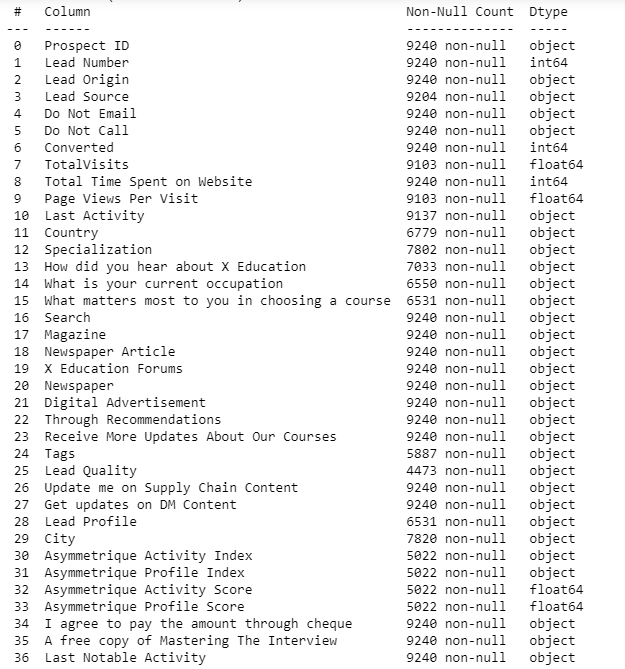 #   Column                                         Non-Null Count  Dtype
---  ------                                         --------------  -----
0   Prospect ID                                    9240 non-null   object
1   Lead Number                                    9240 non-null   int64
2   Lead Origin                                    9240 non-null   object
3   Lead Source                                    9204 non-null   object
4   Do Not Email                                   9240 non-null   object
5   Do Not Call                                    9240 non-null   object
6   Converted                                      9240 non-null   int64
7   TotalVisits                                    9103 non-null   float64
8   Total Time Spent on Website                    9240 non-null   int64
9   Page Views Per Visit                           9103 non-null   float64
10  Last Activity                                  9137 non-null   object
11  Country                                        6779 non-null   object
12  Specialization                                 7802 non-null   object
13  How did you hear about X Education             7033 non-null   object
14  What is your current occupation                6550 non-null   object
15  What matters most to you in choosing a course  6531 non-null   object
16  Search                                         9240 non-null   object
17  Magazine                                       9240 non-null   object
18  Newspaper Article                              9240 non-null   object
19  X Education Forums                             9240 non-null   object
20  Newspaper                                      9240 non-null   object
21  Digital Advertisement                          9240 non-null   object
22  Through Recommendations                        9240 non-null   object
23  Receive More Updates About Our Courses         9240 non-null   object
24  Tags                                           5887 non-null   object
25  Lead Quality                                   4473 non-null   object
26  Update me on Supply Chain Content              9240 non-null   object
27  Get updates on DM Content                      9240 non-null   object
28  Lead Profile                                   6531 non-null   object
29  City                                           7820 non-null   object
30  Asymmetrique Activity Index                    5022 non-null   object
31  Asymmetrique Profile Index                     5022 non-null   object
32  Asymmetrique Activity Score                    5022 non-null   float64
33  Asymmetrique Profile Score                     5022 non-null   float64
34  I agree to pay the amount through cheque       9240 non-null   object
35  A free copy of Mastering The Interview         9240 non-null   object
36  Last Notable Activity                          9240 non-null   object